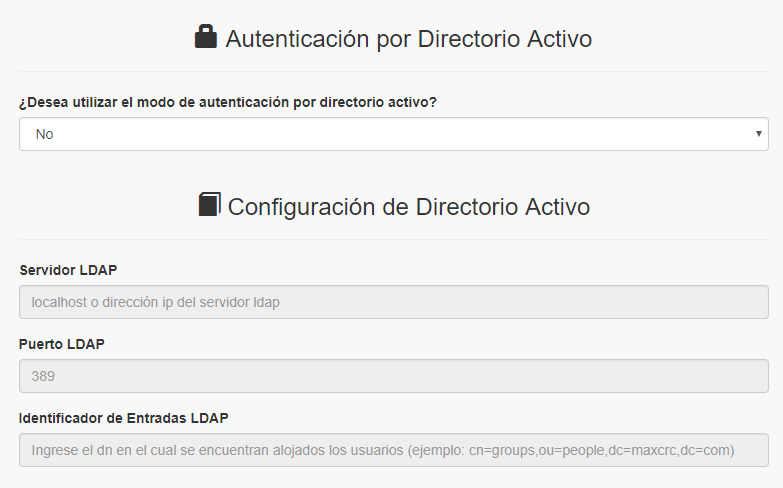 Autenticación por Directorio Activo
¿Desea utilizar el modo de autenticación por directorio activo?
No
Configuración de Directorio Activo
Servidor LDAP
localhost o dirección ip del servidor ldap
Puerto LDAP
389
Identificador de Entradas LDAP
Ingrese el dn en el cual se encuentran alojados los usuarios (ejemplo: cn=groups,ou=people,dc=maxcrc,dc=com)